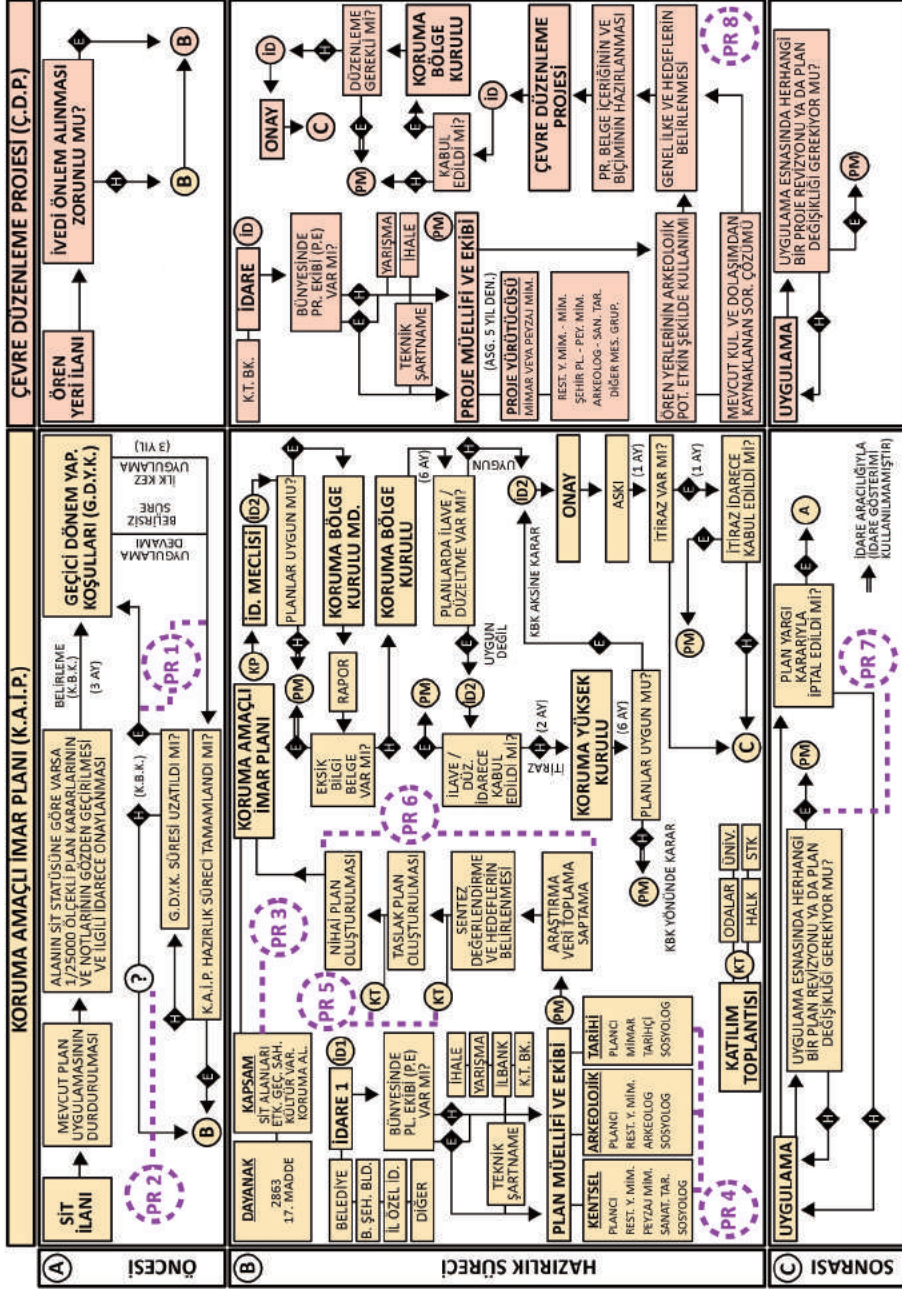 KORUMA AMAÇLI İMAR PLANI (K.A.İ.P.)
ÇEVRE DÜZENLEME PROJESİ (Ç.D.P.)
A
ÖNCESİ
SİT
İLANI
MEVCUT PLAN
UYGULAMASININ
DURDURULMASI
ALANIN SİT STATÜSÜNE GÖRE VARSA
1/25000 ÖLÇEKLİ PLAN KARARLARININ
VE NOTLARININ GÖZDEN GEÇİRİLMESİ
VE İLGİLİ İDARECE ONAYLANMASI
BELİRLEME
(K.B.K.)
(3 AY)
GEÇİCİ DÖNEM YAP.
KOŞULLARI (G.D.Y.K.)
PR 2
?
H
(K.B.K.)
E
PR 1
G.D.Y.K. SÜRESİ UZATILDI MI?
H
K.A.İ.P. HAZIRLIK SÜRECİ TAMAMLANDI MI?
B
E
H
UYGULAMA
DEVAMI
BELİRSİZ
SÜRE
İLK KEZ
UYGULAMA
(3 YIL)
ÖREN
YERİ İLANI
İVEDİ ÖNLEM ALINMASI
ZORUNLU MU?
E
H
B
B
B
HAZIRLIK SÜRECİ
DAYANAK
2863
17. MADDE
KAPSAM
SİT ALANLARI
ETK. GEÇ. SAH.
KÜLTÜR VAR.
KORUMA AL.
PR 3
BELEDİYE
B. ŞEH. BLD.
İL ÖZEL İD.
DİĞER
İDARE 1
İD1
BÜNYESİNDE
PL. EKİBİ (P.E)
VAR MI?
E
H
İHALE
YARIŞMA
İLBANK
K.T. BK.
TEKNİK
ŞARTNAME
PLAN MÜELLİFİ VE EKİBİ
PM
KENTSEL
PLANCI
REST. Y. MİM.
PEYZAJ MİM.
SANAT. TAR.
SOSYOLOG
ARKEOLOJİK
PLANCI
REST. Y. MİM.
ARKEOLOG
SOSYOLOG
TARİHİ
PLANCI
MİMAR
TARİHÇİ
SOSYOLOG
PR 4
PR 5
NİHAİ PLAN
OLUŞTURULMASI
KT
TASLAK PLAN
OLUŞTURULMASI
KT
SENTEZ
DEĞERLENDİRME
VE HEDEFLERİN
BELİRLENMESİ
ARAŞTIRMA
VERİ TOPLAMA
SAPTAMA
PR 6
KATILIM
TOPLANTISI
KT
ODALAR
ÜNİV.
HALK
STK
KORUMA AMAÇLI
İMAR PLANI
KP
İD. MECLİSİ
İD2
PLANLAR UYGUN MU?
PM
H
E
KORUMA BÖLGE
KURULU MD.
RAPOR
EKSİK
BİLGİ
BELGE
VAR MI?
E
PM
H
KORUMA BÖLGE
KURULU
(6 AY)
PLANLARDA İLAVE /
DÜZELTME VAR MI?
E
UYGUN
DEĞİL
H
UYGUN
İD2
İLAVE /
DÜZ.
İDARECE
KABUL
EDİLDİ Mİ?
E
PM
H
(2 AY)
İTİRAZ
KORUMA YÜKSEK
KURULU
(6 AY)
PLANLAR UYGUN MU?
H
PM
KBK YÖNÜNDE KARAR
E
KBK AKSİNE KARAR
İD2
ONAY
ASKI
(1 AY)
İTİRAZ VAR MI?
E
(1 AY)
İTİRAZ İDARECE
KABUL EDİLDİ Mİ?
E
PM
H
H
C
K.T. BK.
İDARE
İD
BÜNYESİNDE
PR. EKİBİ (P.E)
VAR MI?
E
H
YARIŞMA
İHALE
TEKNİK
ŞARTNAME
PROJE MÜELLİFİ VE EKİBİ
PM
(ASG. 5 YIL DEN.)
PROJE YÜRÜTÜCÜSÜ
MİMAR VEYA PEYZAJ MİM.
REST. Y. MİM. - MİM.
ŞEHİR PL. - PEY. MİM.
ARKEOLOG - SAN. TAR.
DİĞER MES. GRUP.
ÖREN YERLERİNİN ARKEOLOJİK
POT. ETKİN ŞEKİLDE KULLANIMI
MEVCUT KUL. VE DOLAŞIMDAN
KAYNAKLANAN SOR. ÇÖZÜMÜ
GENEL İLKE VE HEDEFLERİN
BELİRLENMESİ
PR 8
PR. BELGE İÇERİĞİNİN VE
BİÇİMİNİN HAZIRLANMASI
ÇEVRE DÜZENLEME
PROJESİ
İD
KABUL
EDİLDİ Mİ?
H
PM
E
KORUMA
BÖLGE
KURULU
DÜZENLEME
GEREKLİ Mİ?
E
H
İD
ONAY
C
C
SONRASI
UYGULAMA
UYGULAMA ESNASINDA HERHANGİ
BİR PLAN REVİZYONU YA DA PLAN
DEĞİŞİKLİĞİ GEREKİYOR MU?
E
PM
H
PR 7
PLAN YARGI
KARARIYLA
İPTAL EDİLDİ Mİ?
E
A
H
İDARE ARACILIĞIYLA
(İDARE GÖSTERİMİ
KULLANILMAMIŞTIR)
UYGULAMA
UYGULAMA ESNASINDA HERHANGİ
BİR PROJE REVİZYONU YA DA PLAN
DEĞİŞİKLİĞİ GEREKİYOR MU?
H
E
PM